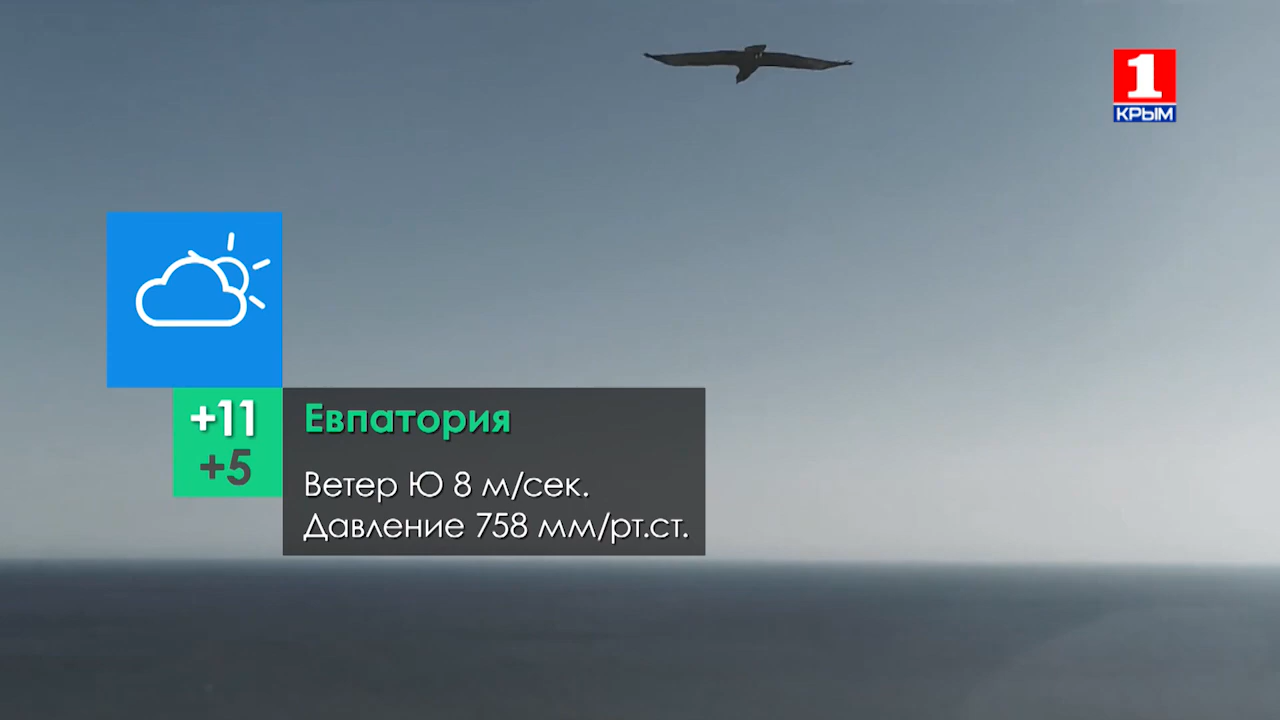 1
КРЫМ
+11
+5
Евпатория
Ветер Ю 8 м/сек.
Давление 758 мм/рт.ст.